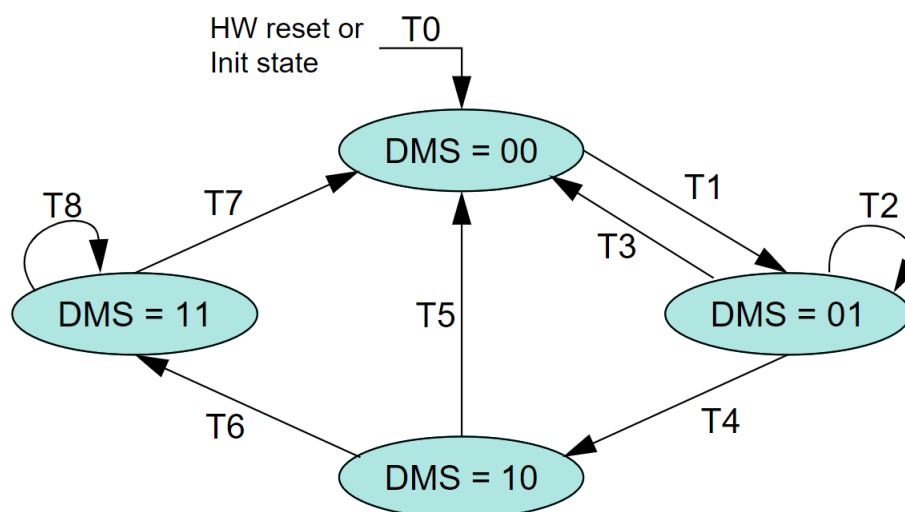 HW reset or
Init state
T0
DMS = 00
T1
T2
T3
T7
T8
DMS = 11
T5
DMS = 01
T6
T4
DMS = 10